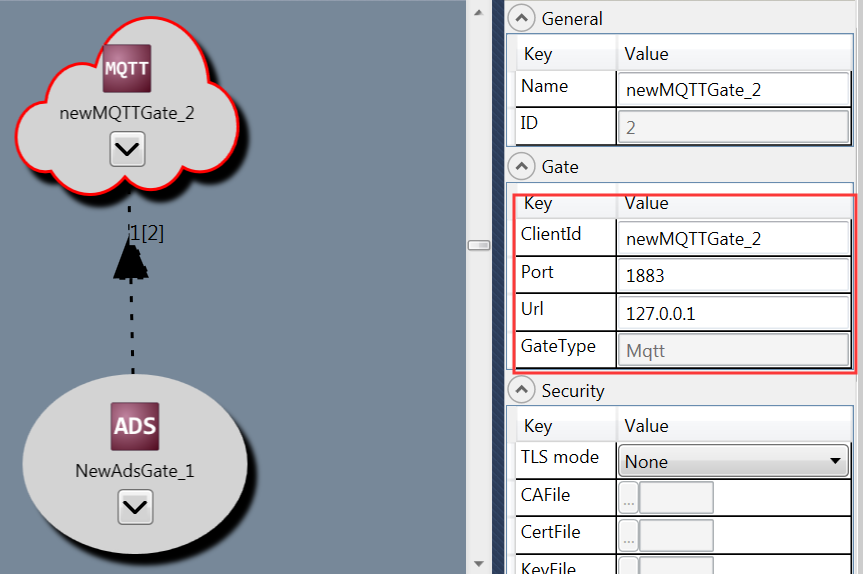 MQTT
newMQTTGate_2
1[2]
ADS
NewAdsGate_1
General
Key Value
Name newMQTTGate_2
ID 2
Gate
Key Value
ClientId newMQTTGate_2
Port 1883
Url 127.0.0.1
GateType Mqtt
Security
Key Value
TLS mode None
CAFile ...
CertFile ...
KeyFile